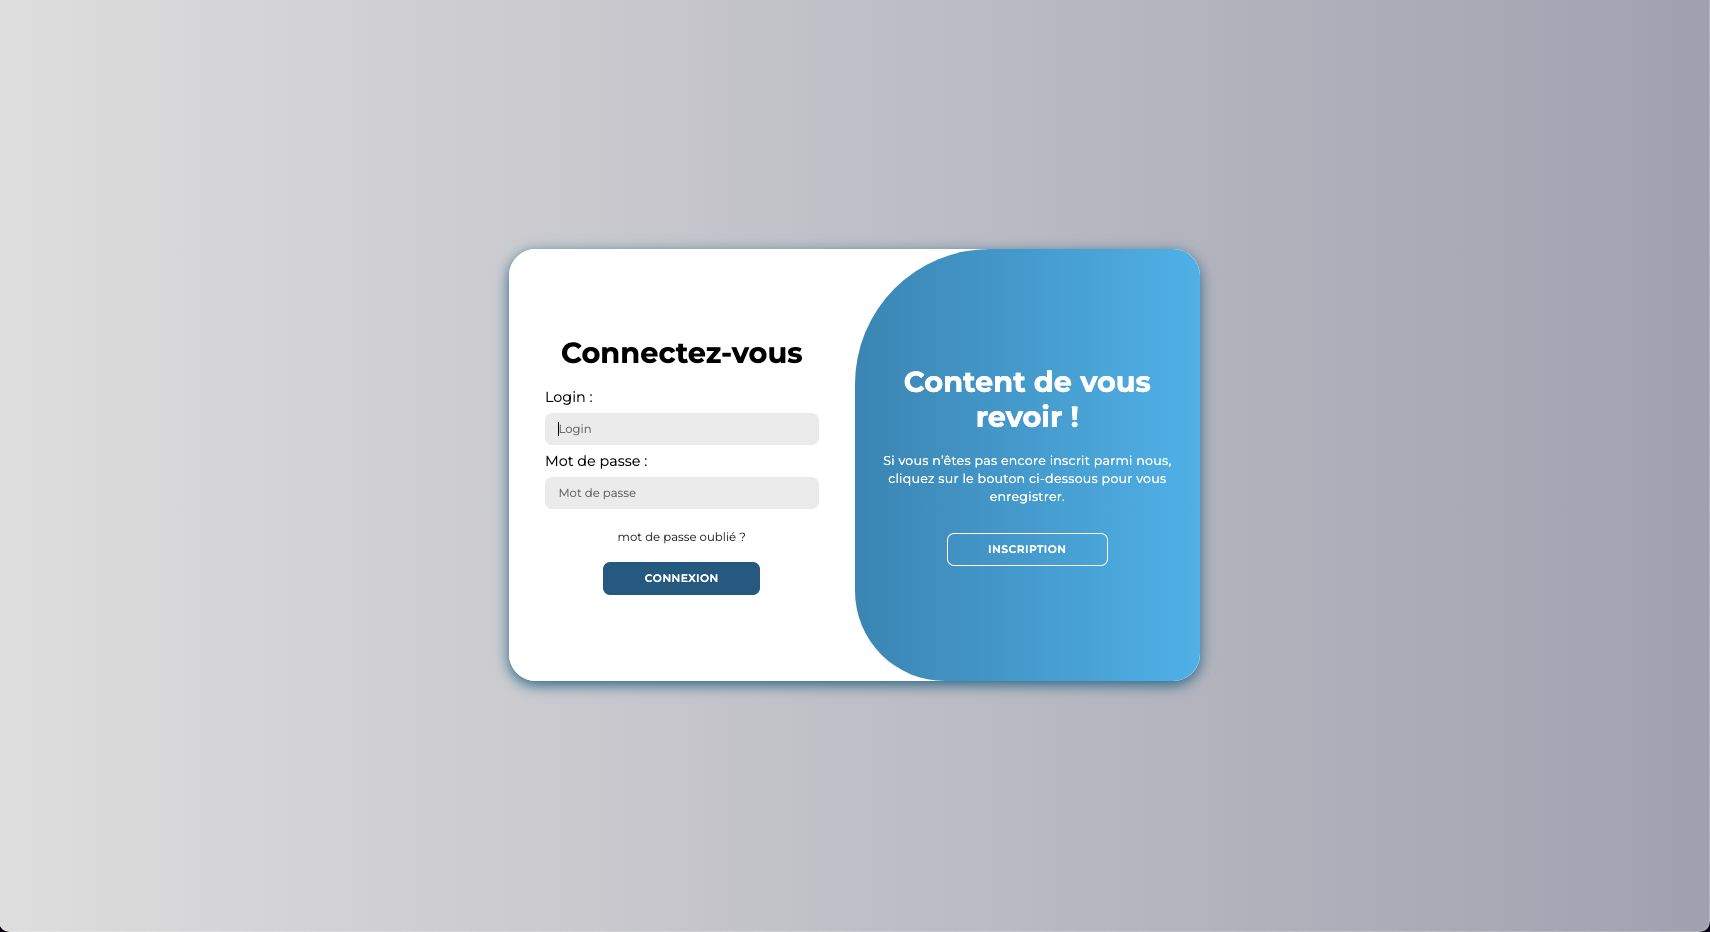 Connectez-vous
Login :
Login
Mot de passe :
Mot de passe
mot de passe oublié ?
CONNEXION
Content de vous
revoir !
Si vous n'êtes pas encore inscrit parmi nous,
cliquez sur le bouton ci-dessous pour vous
enregistrer.
INSCRIPTION